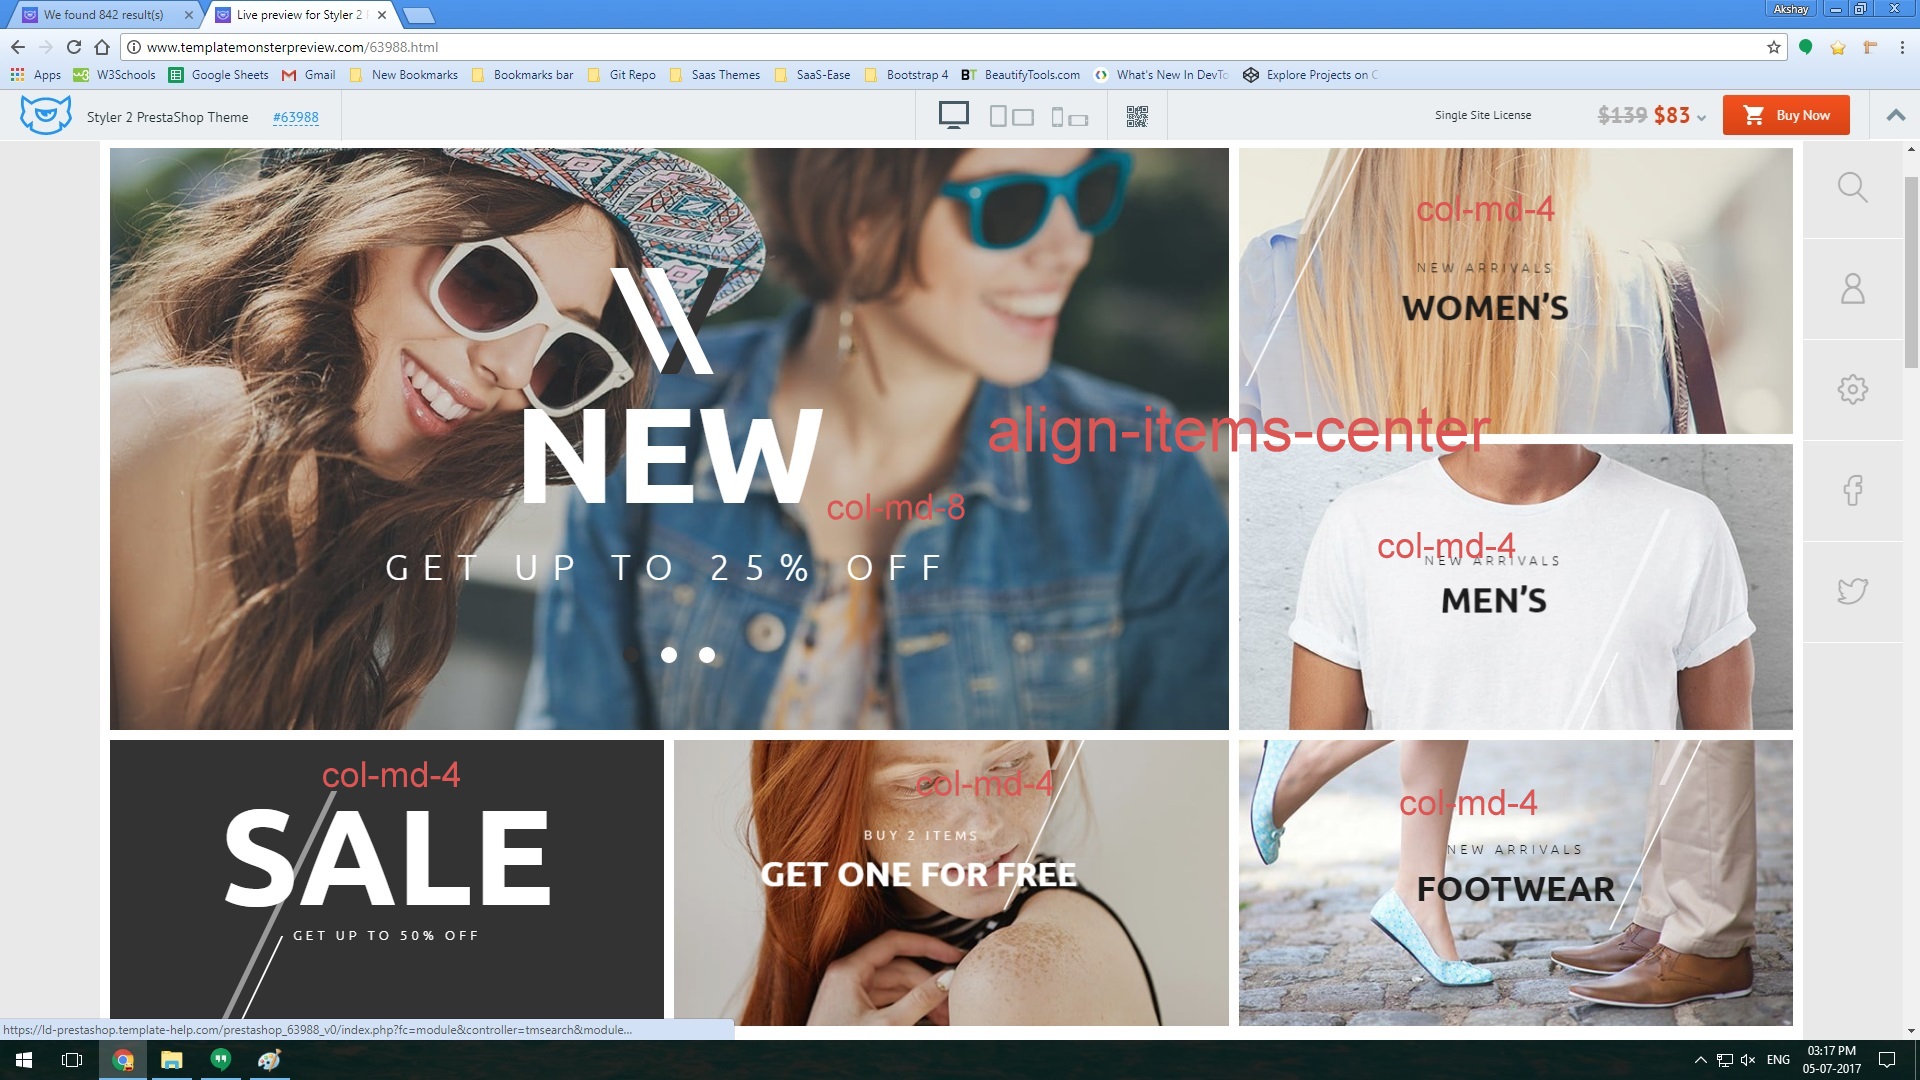 We found 842 result(s)
Live preview for Styler 2
Akshay
www.templatemonsterpreview.com/63988.html
Apps W3Schools Google Sheets Gmail New Bookmarks Bookmarks bar Git Repo Saas Themes SaaS-Ease Bootstrap 4 BT BeautifyTools.com What's New In DevTo Explore Projects on C
Styler 2 PrestaShop Theme #63988 Single Site License $139 $83 Buy Now
col-md-4
NEW ARRIVALS
WOMEN'S
NEW
align-items-center
col-md-8
GET UP TO 25% OFF
col-md-4
NEW ARRIVALS
MEN'S
col-md-4
SALE
GET UP TO 50% OFF
col-md-4
BUY 2 ITEMS
GET ONE FOR FREE
col-md-4
NEW ARRIVALS
FOOTWEAR
https://ld-prestashop.template-help.com/prestashop_63988_v0/index.php?fc=module&controller=tmsearch&module...
ENG
03:17 PM
05-07-2017